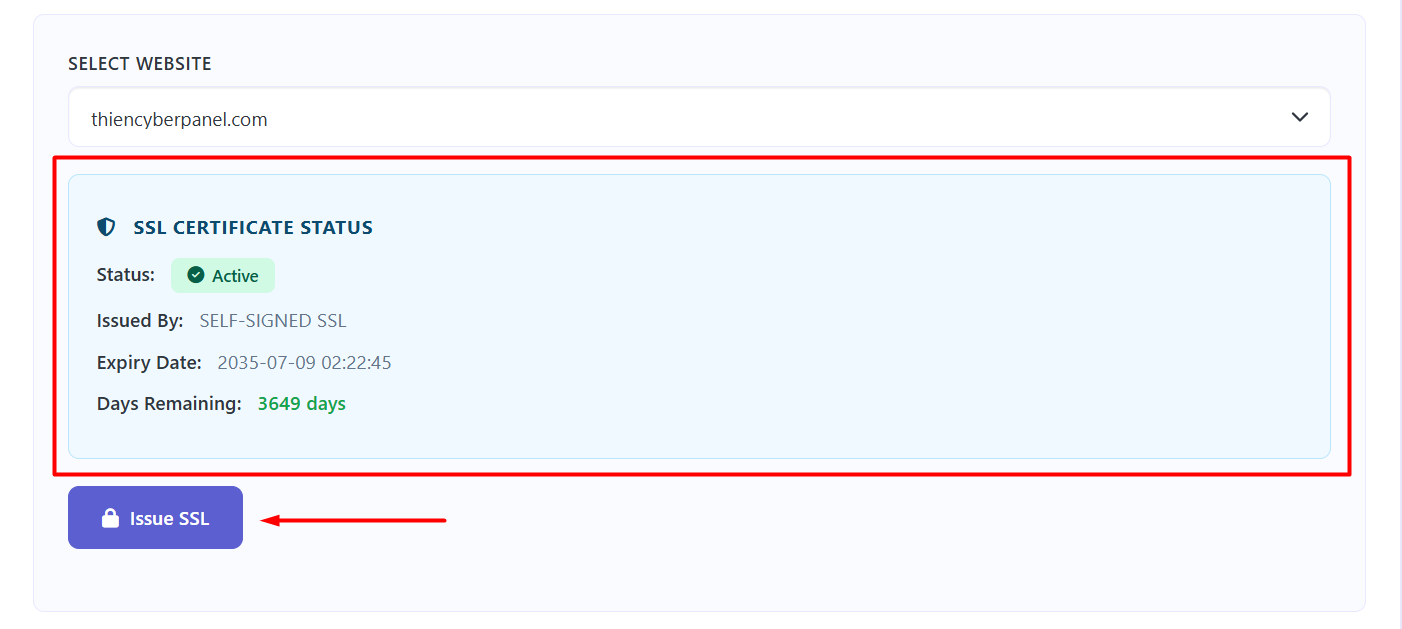 SELECT WEBSITE
thiencyberpanel.com
SSL CERTIFICATE STATUS
Status: Active
Issued By: SELF-SIGNED SSL
Expiry Date: 2035-07-09 02:22:45
Days Remaining: 3649 days
Issue SSL